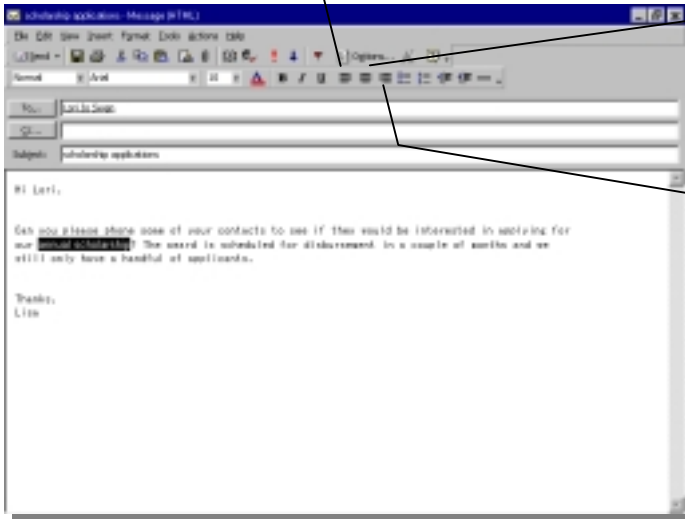 scholarship applications - Message (HTML)
File Edit View Insert Format Tools Actions Help
Send Options...
Normal Arial 10 A B I U
To... Lori Jo Swan
Cc...
Subject: scholarship applications
Hi Lori,
Can you please phone some of your contacts to see if they would be interested in applying for
our annual scholarship? The award is scheduled for disbursement in a couple of months and we
still only have a handful of applicants.
Thanks,
Lisa